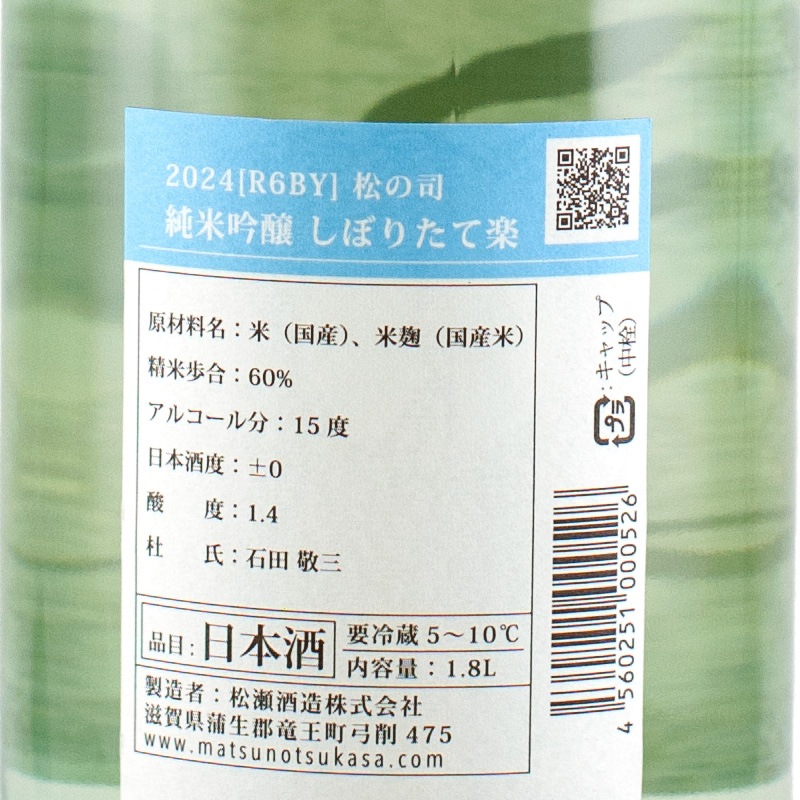 2024[R6BY] 松の司
純米吟醸 しぼりたて楽
原材料名：米（国産）、米麹（国産米）
精米歩合：60%
アルコール分：15度
日本酒度：±0
酸　　度：1.4
杜　　氏：石田 敬三
品目：日本酒
要冷蔵 5～10℃
内容量：1.8L
製造者：松瀬酒造株式会社
滋賀県蒲生郡竜王町弓削 475
www.matsunotsukasa.com
プラ：キャップ
（中栓）
4 560251 000526